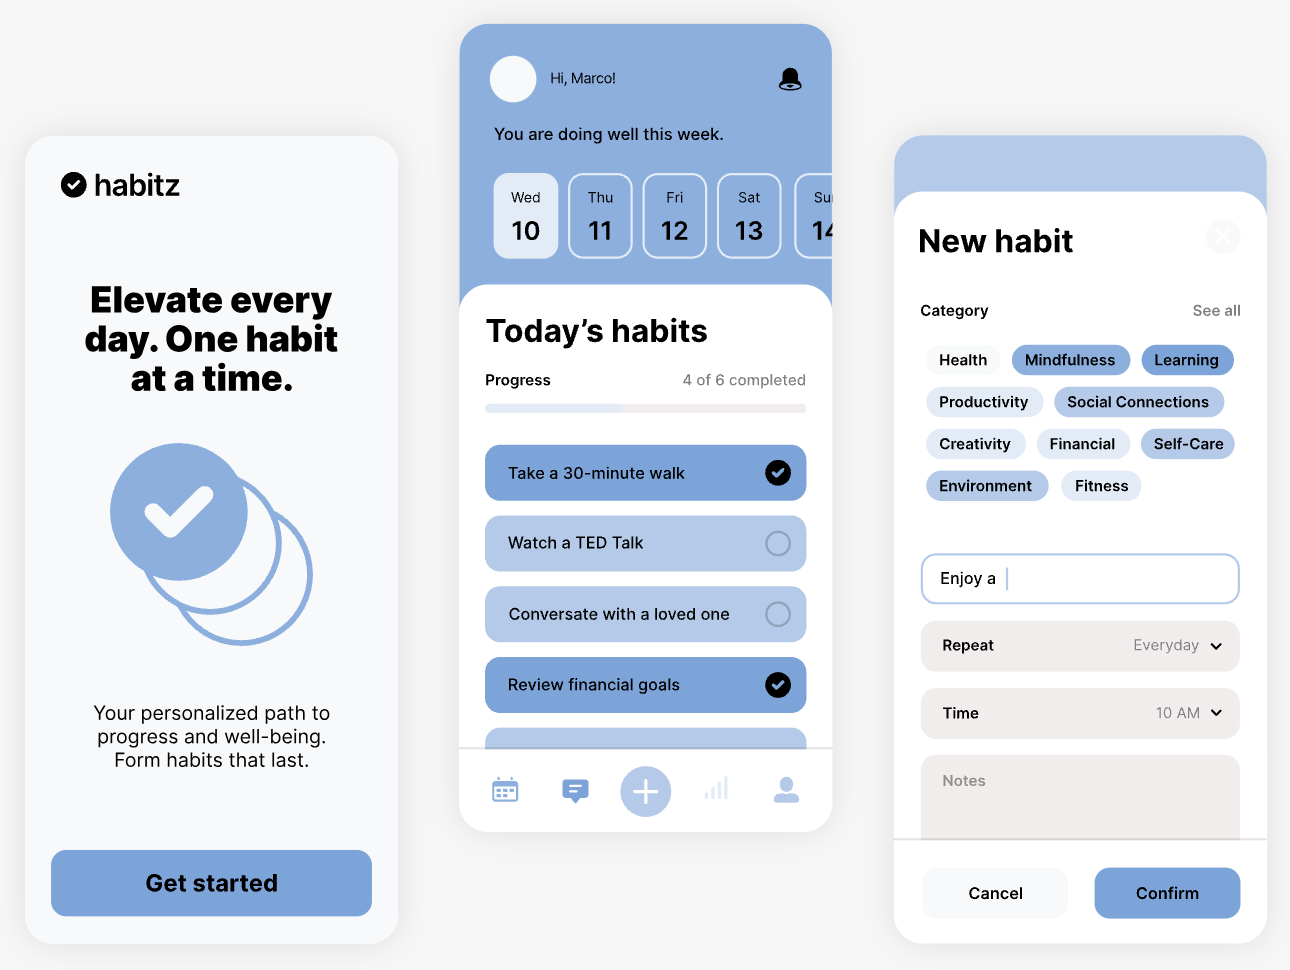 habitz
Elevate every
day. One habit
at a time.
Your personalized path to
progress and well-being.
Form habits that last.
Get started
Hi, Marco!
You are doing well this week.
Wed Thu Fri Sat Sun
10 11 12 13 14
Today’s habits
Progress 4 of 6 completed
Take a 30-minute walk
Watch a TED Talk
Conversate with a loved one
Review financial goals
New habit
Category See all
Health Mindfulness Learning
Productivity Social Connections
Creativity Financial Self-Care
Environment Fitness
Enjoy a
Repeat Everyday
Time 10 AM
Notes
Cancel Confirm